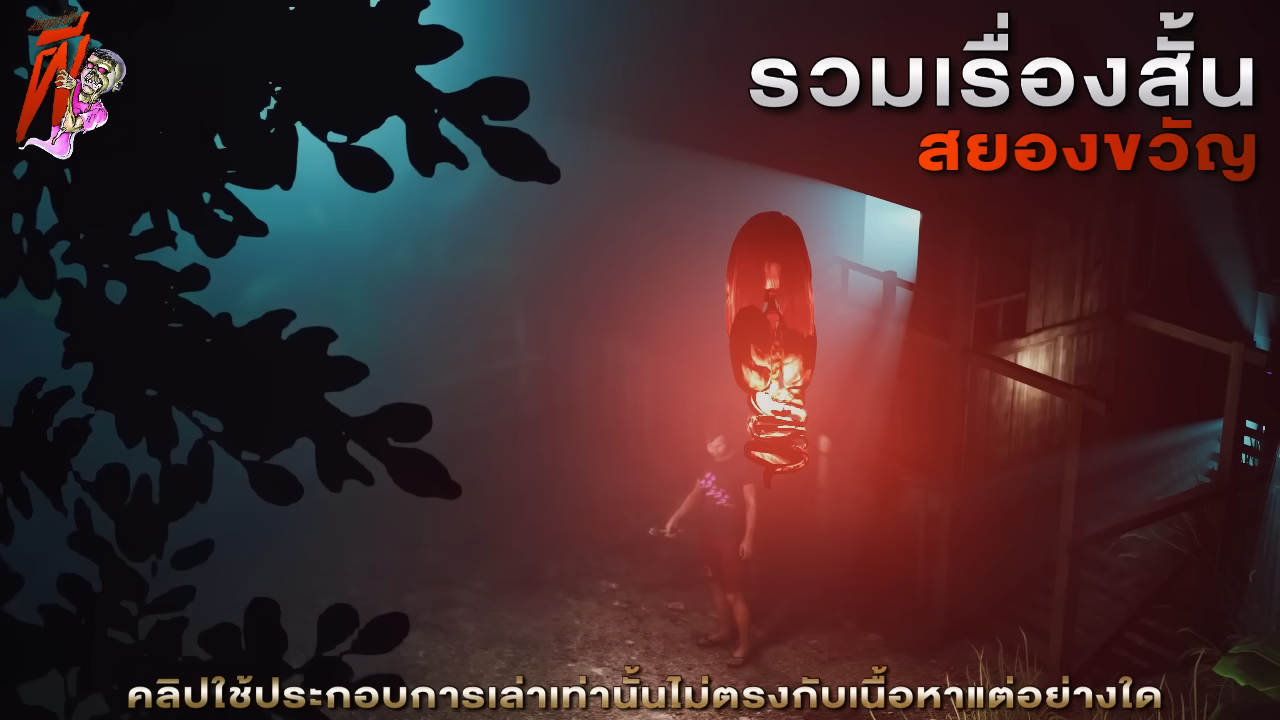 ผี
รวมเรื่องสั้น
สยองขวัญ
คลิปใช้ประกอบการเล่าเท่านั้นไม่ตรงกับเนื้อหาแต่อย่างใด